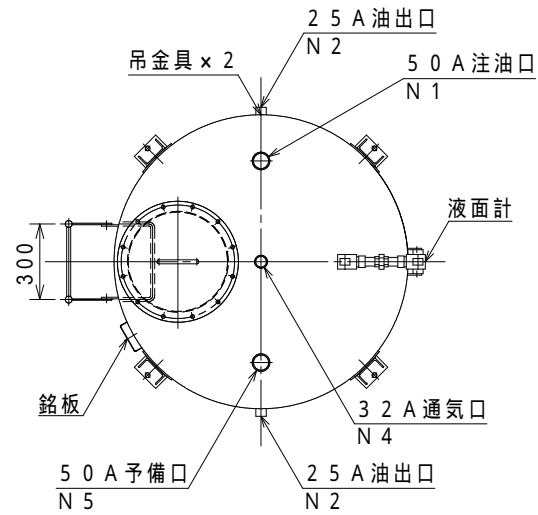 ２５Ａ油出口
Ｎ２
吊金具×２
５０Ａ注油口
Ｎ１
液面計
300
銘板
３２Ａ通気口
Ｎ４
５０Ａ予備口
Ｎ５
２５Ａ油出口
Ｎ２